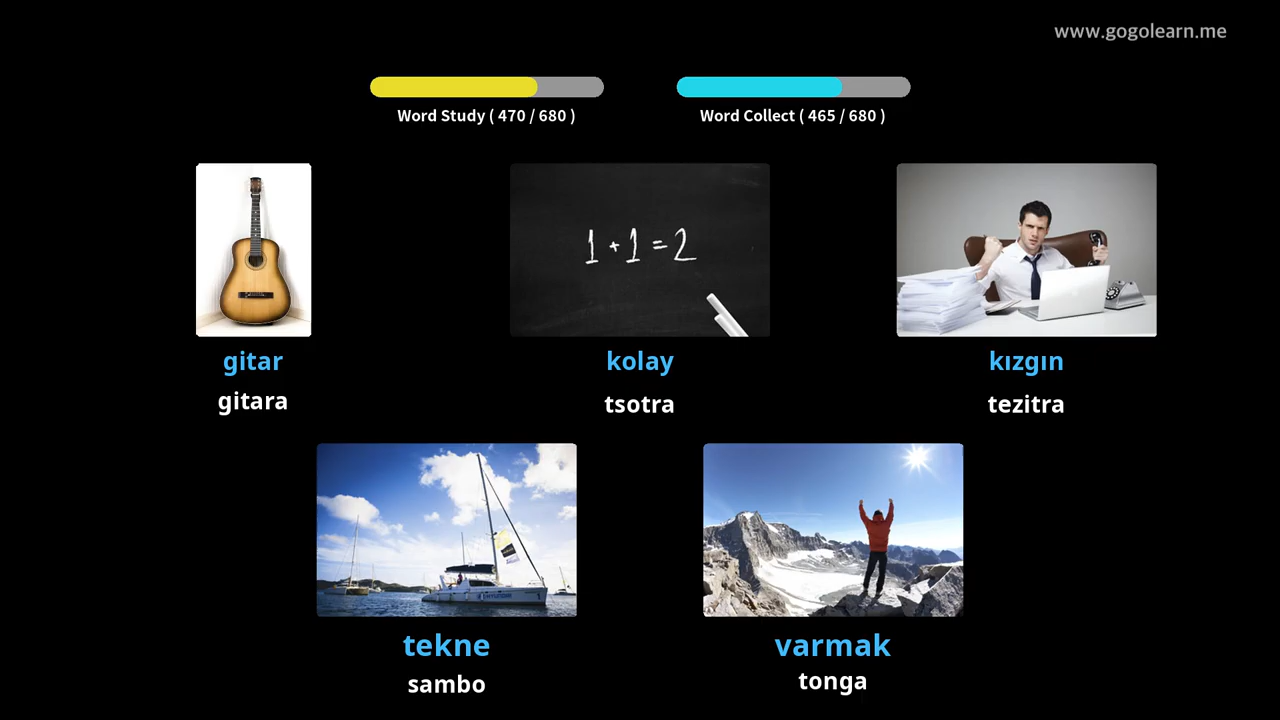 www.gogolearn.me
Word Study ( 470 / 680 )
Word Collect ( 465 / 680 )
1 + 1 = 2
gitar
kolay
kızgın
gitara
tsotra
tezitra
tekne
varmak
sambo
tonga